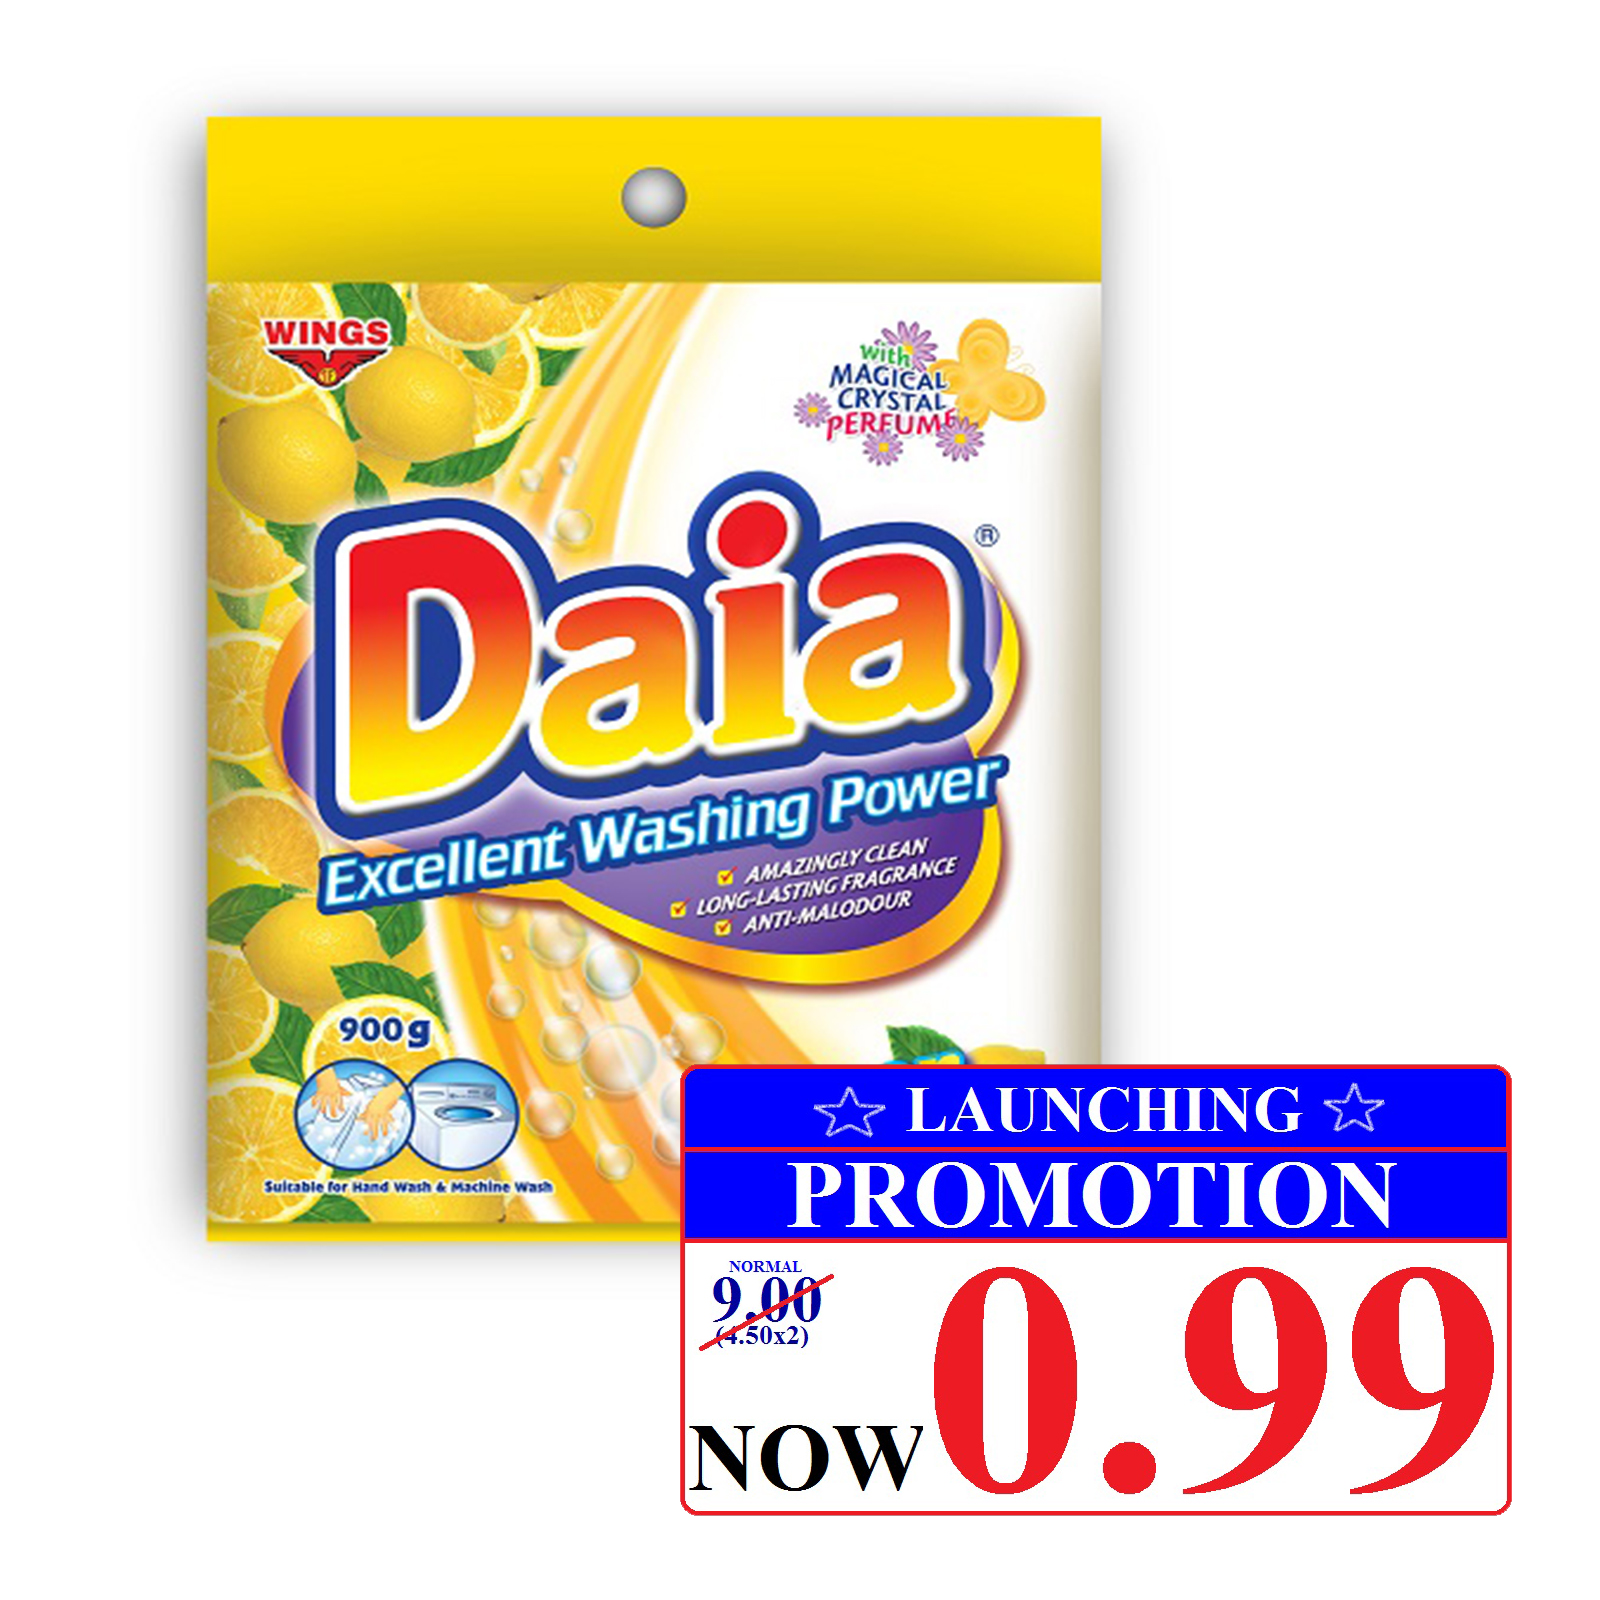 WINGS
with
MAGICAL
CRYSTAL
PERFUME
Daia®
Excellent Washing Power
AMAZINGLY CLEAN
LONG-LASTING FRAGRANCE
ANTI-MALODOUR
900g
Suitable for Hand Wash & Machine Wash
☆ LAUNCHING ☆
PROMOTION
NORMAL
9.00
(4.50x2)
NOW 0.99